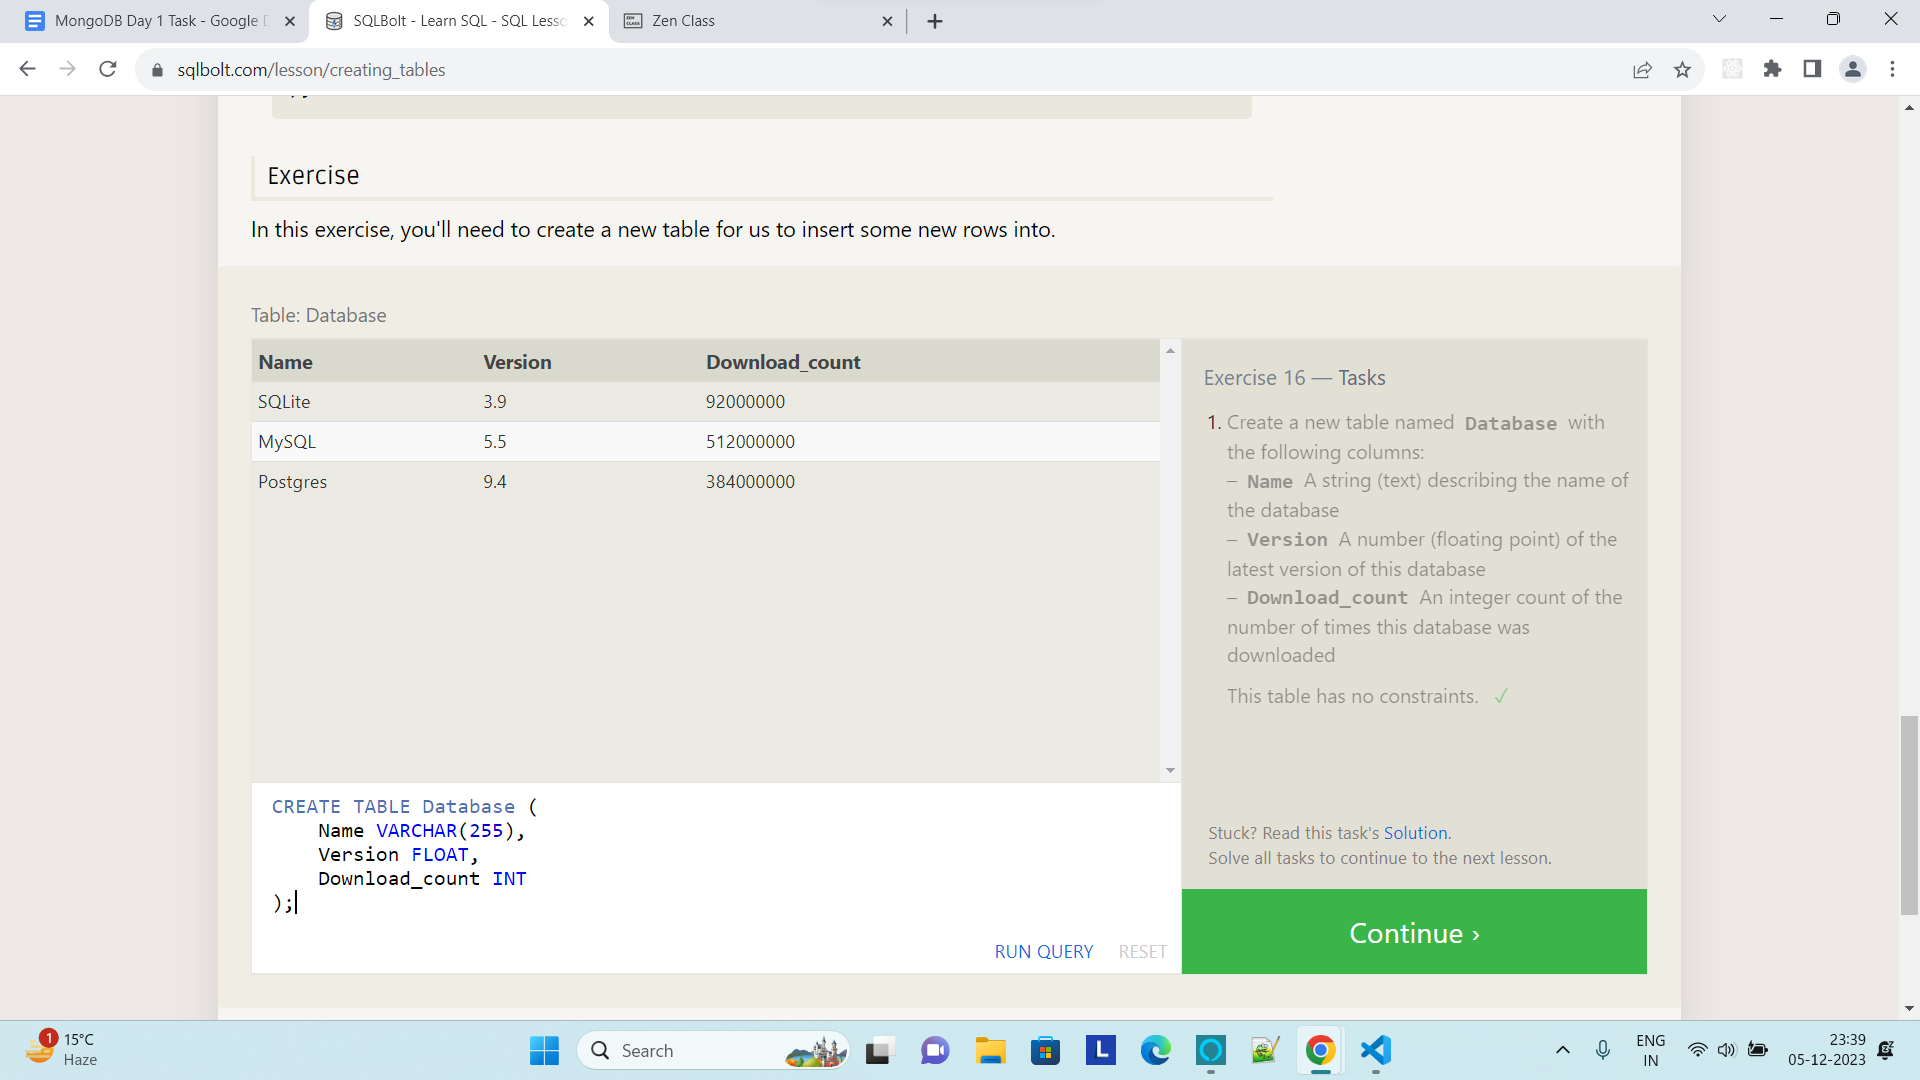 MongoDB Day 1 Task - Google D
SQLBolt - Learn SQL - SQL Lesso
Zen Class
sqlbolt.com/lesson/creating_tables
Exercise
In this exercise, you'll need to create a new table for us to insert some new rows into.
Table: Database
Name Version Download_count
SQLite 3.9 92000000
MySQL 5.5 512000000
Postgres 9.4 384000000
Exercise 16 — Tasks
1. Create a new table named Database with
the following columns:
– Name A string (text) describing the name of
the database
– Version A number (floating point) of the
latest version of this database
– Download_count An integer count of the
number of times this database was
downloaded
This table has no constraints. ✓
CREATE TABLE Database (
Name VARCHAR(255),
Version FLOAT,
Download_count INT
);
RUN QUERY RESET
Stuck? Read this task's Solution.
Solve all tasks to continue to the next lesson.
Continue ›
1
15°C
Haze
Search
L
ENG
IN
23:39
05-12-2023